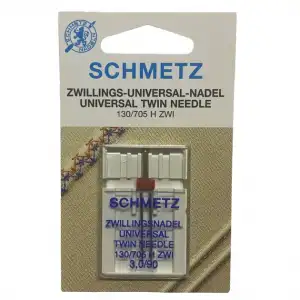 SCHMETZ
ZWILLINGS-UNIVERSAL-NADEL
UNIVERSAL TWIN NEEDLE
130/705 H ZWI
SCHMETZ
ZWILLINGSNADEL
UNIVERSAL
TWIN NEEDLE
130/705 H ZWI
3,0/90